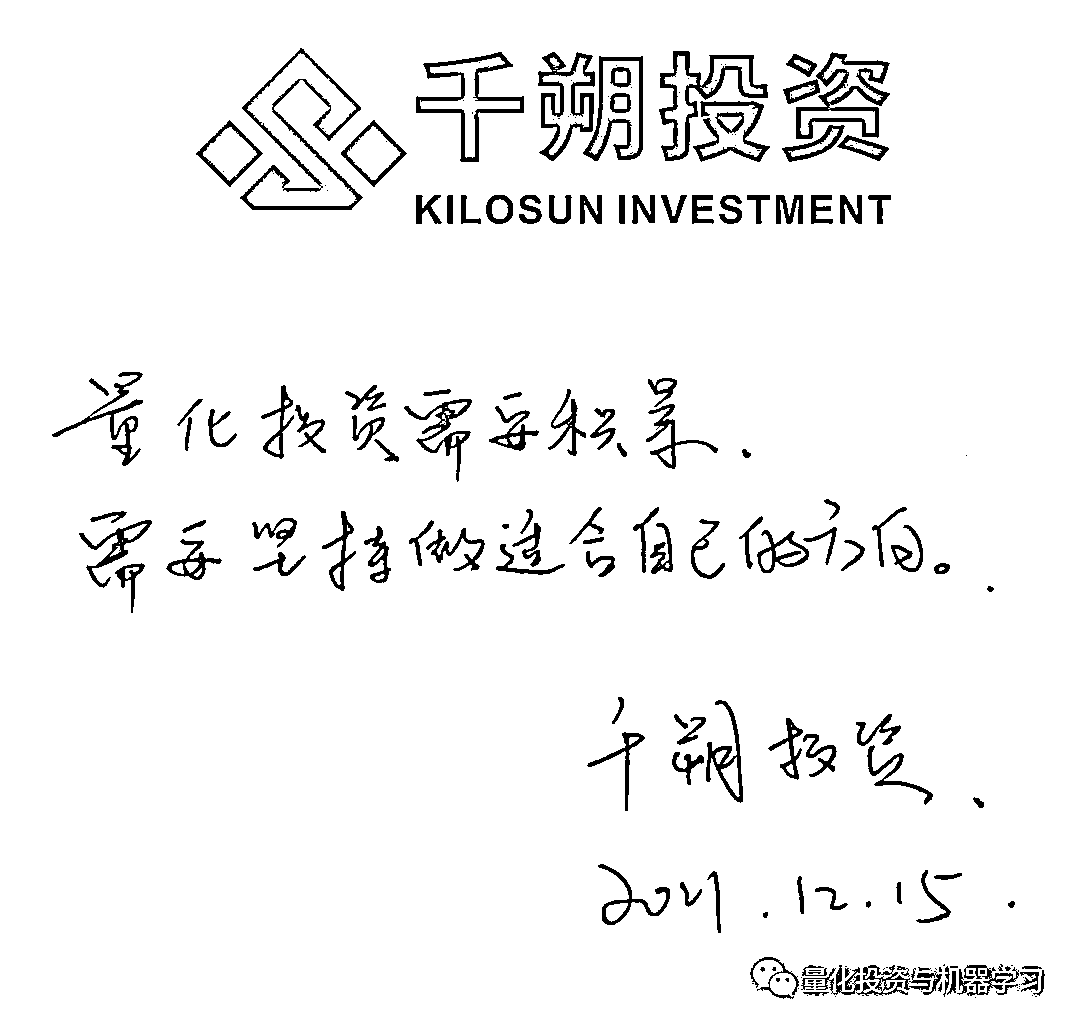 千朔投资
KILOSUN INVESTMENT
量化投资需要积累.
需要坚持做适合自己的方向。
千朔投资、
2021.12.15.
量化投资与机器学习